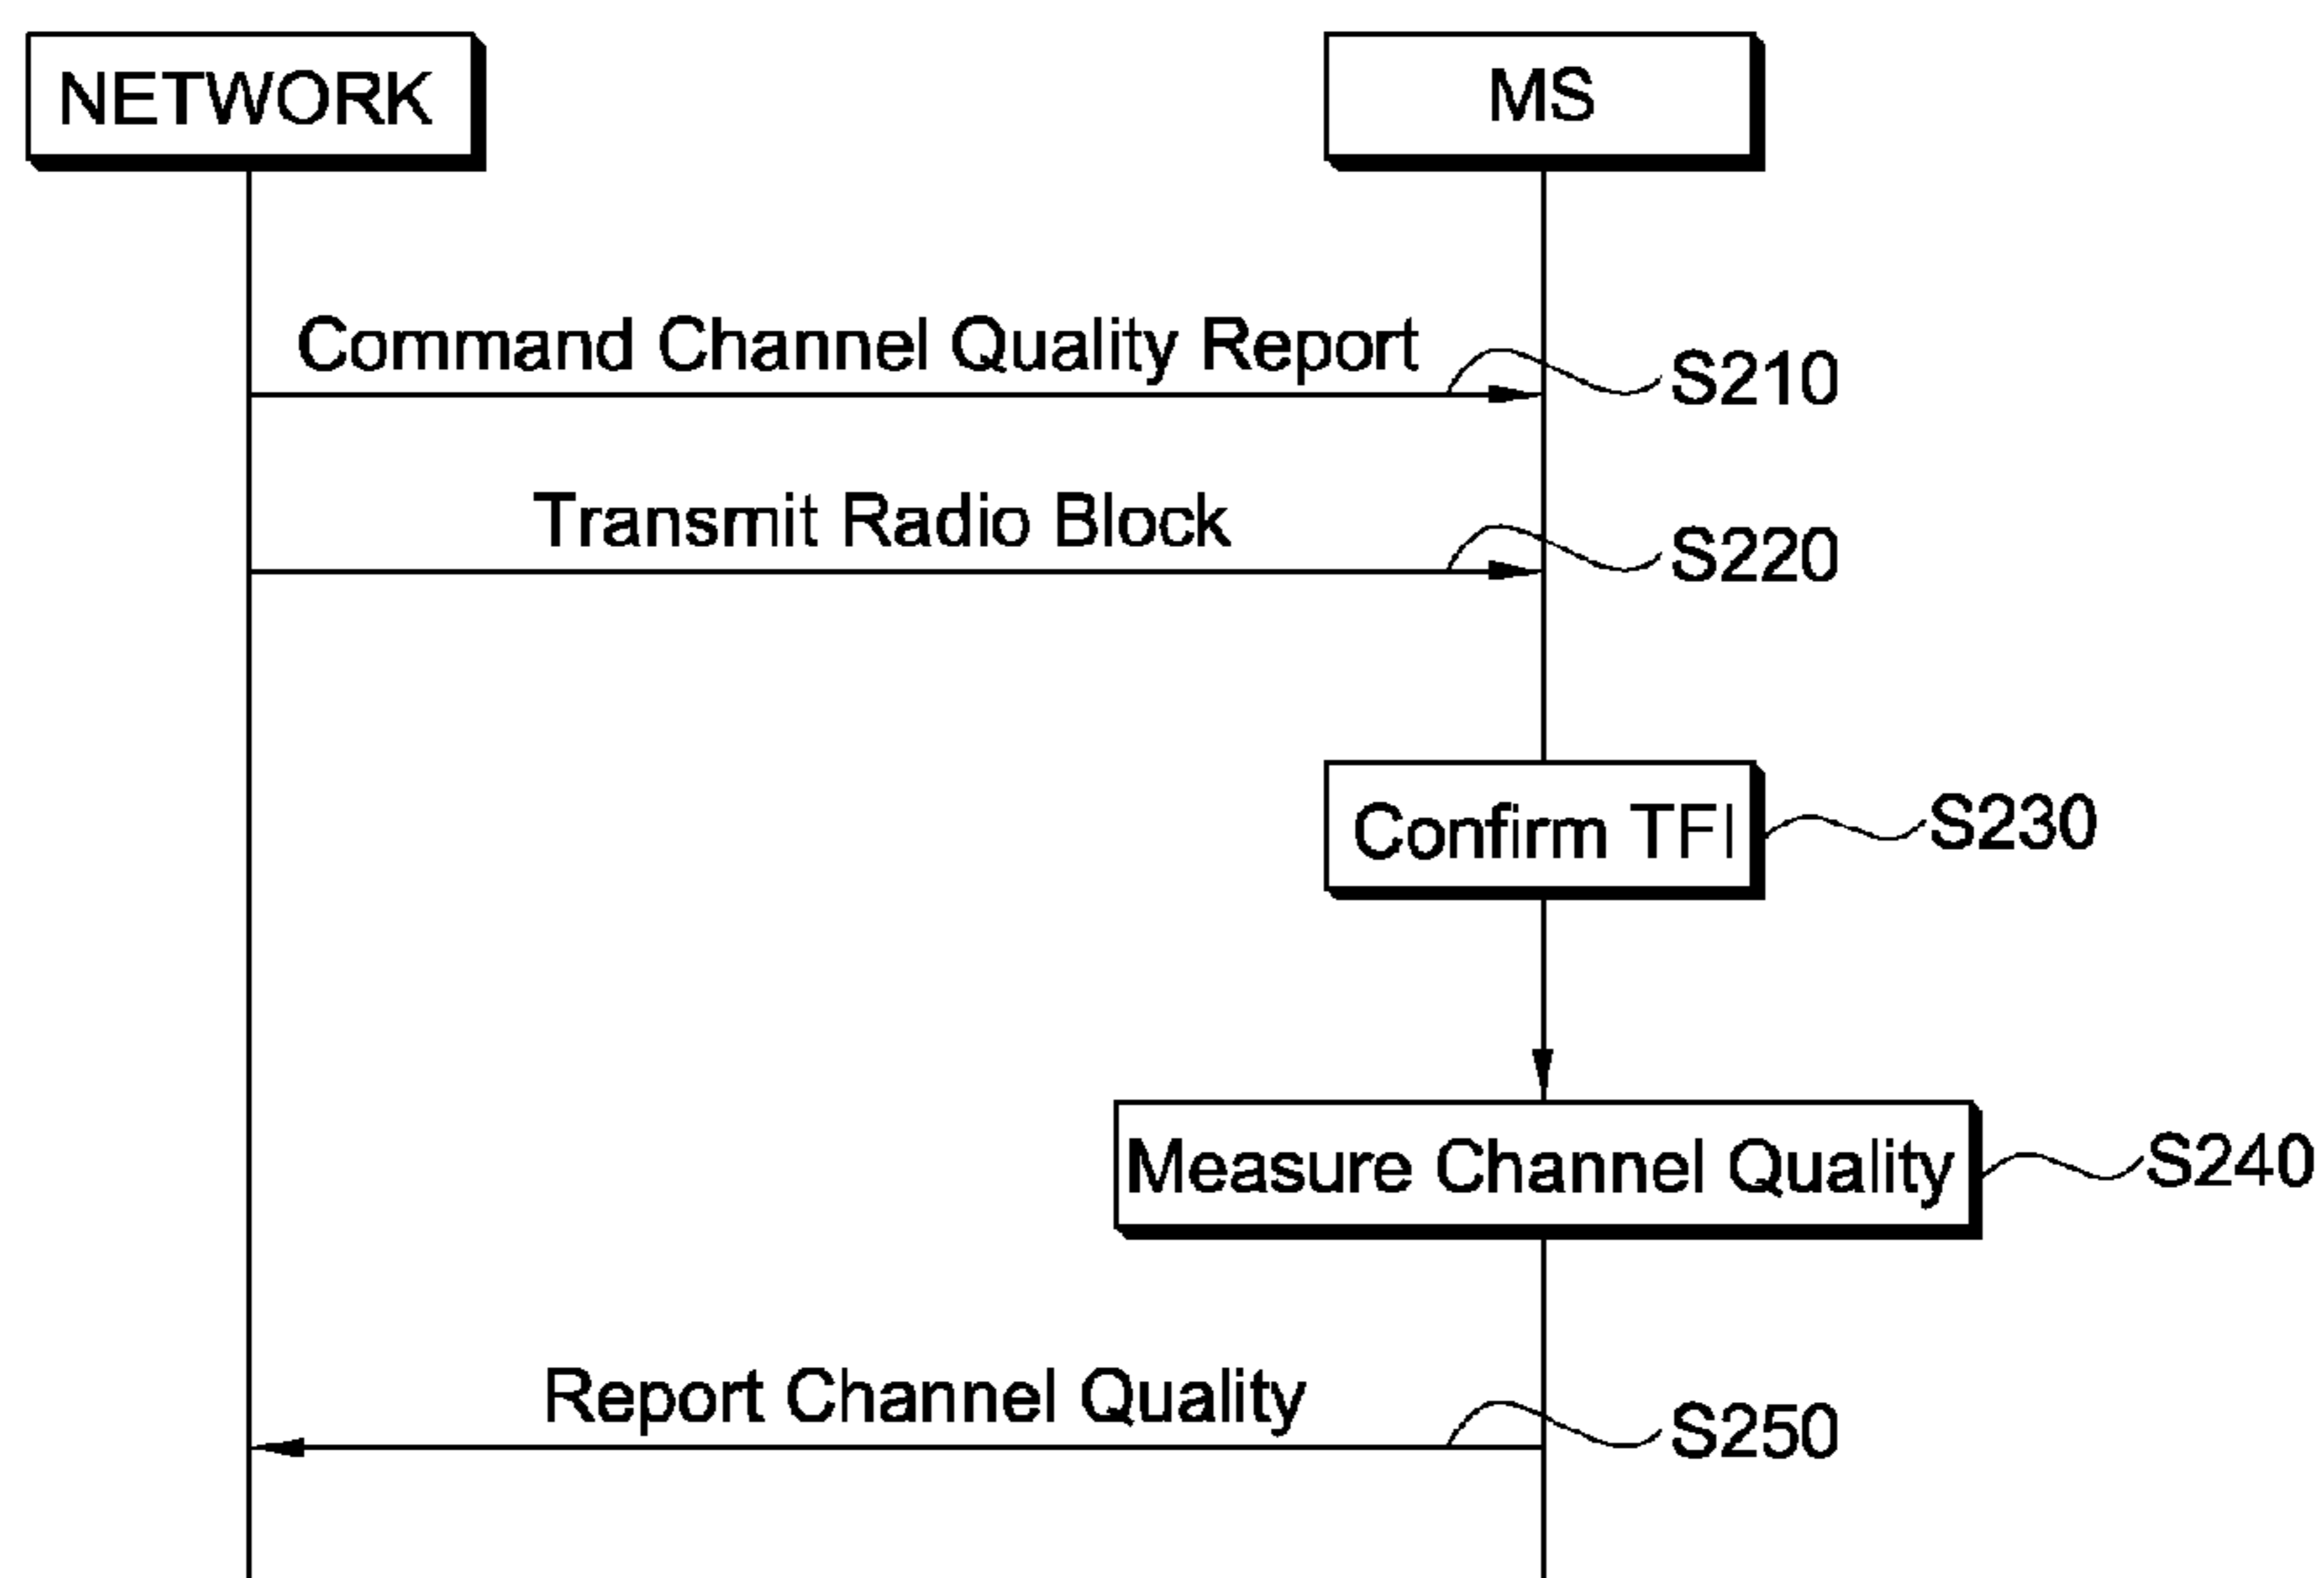 NETWORK
MS
Command Channel Quality Report
S210
Transmit Radio Block
S220
Confirm TFI
S230
Measure Channel Quality
S240
Report Channel Quality
S250